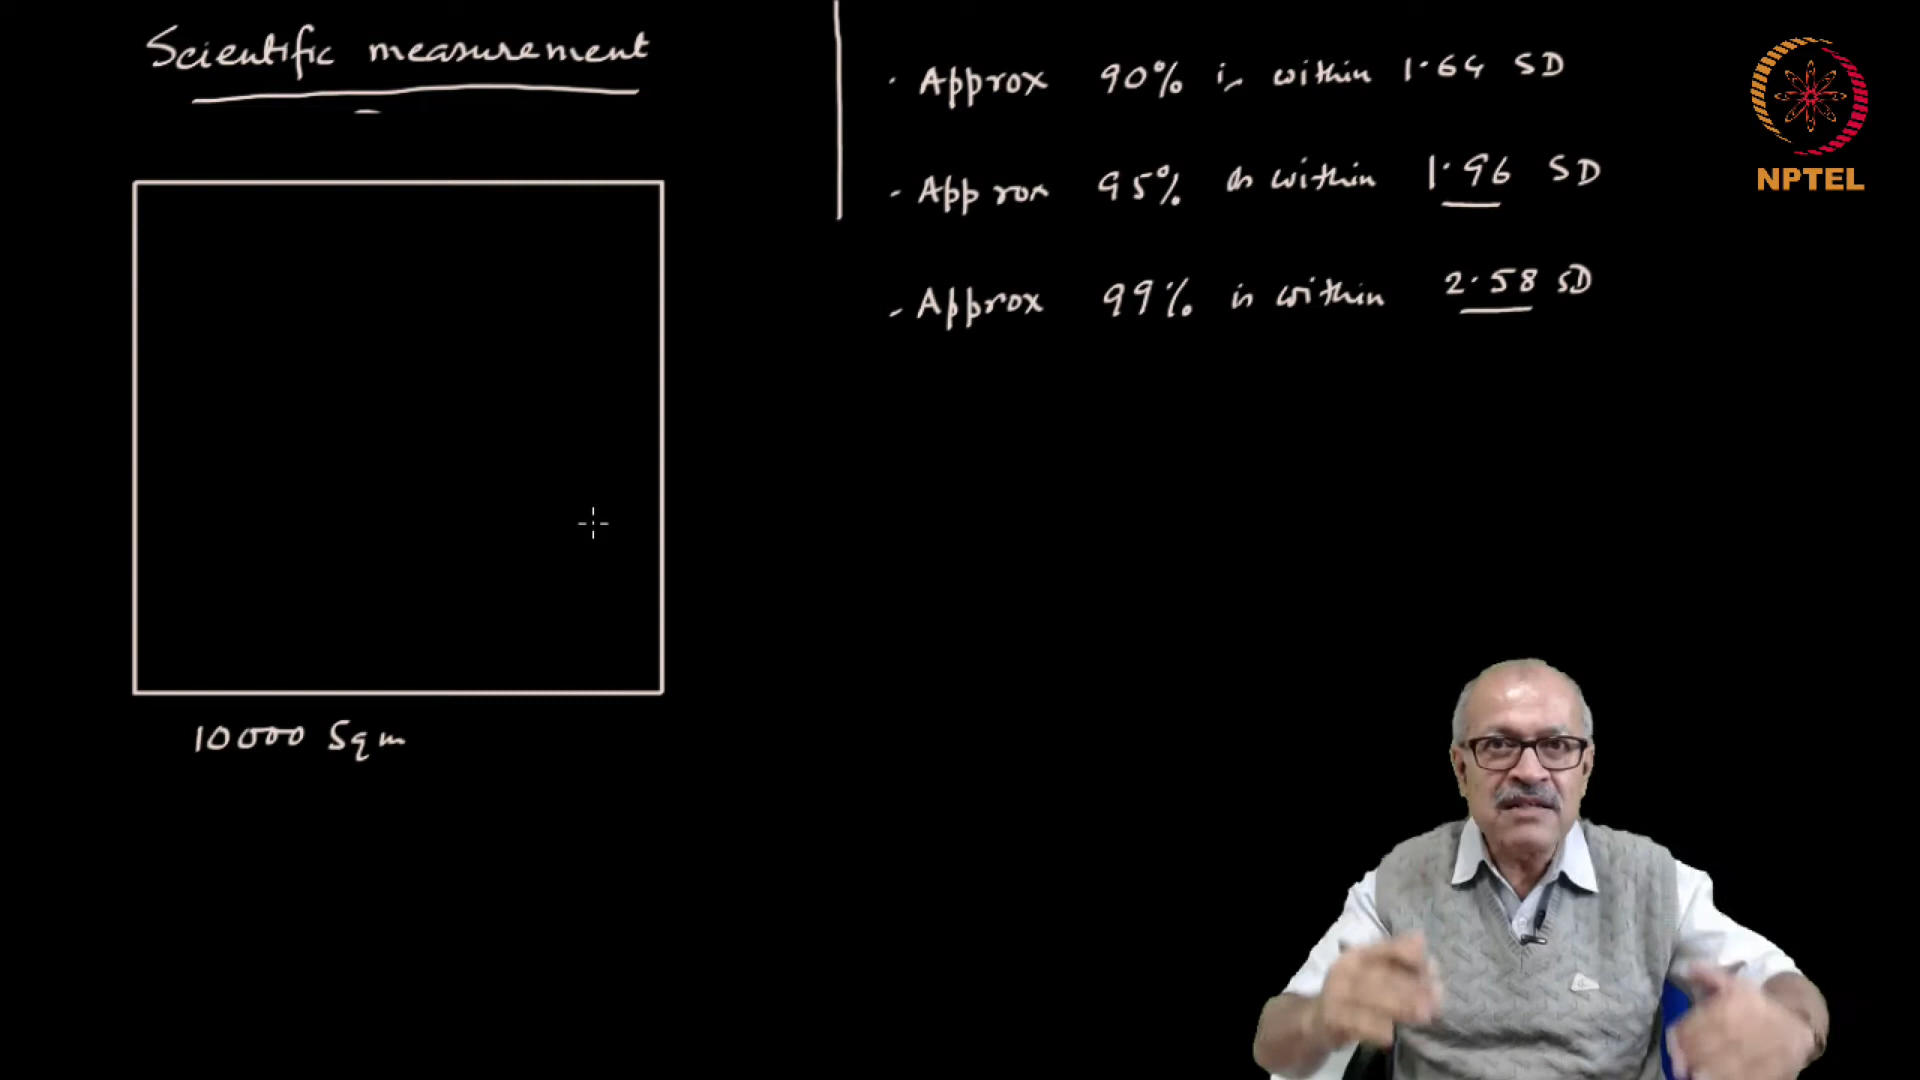 Scientific measurement
10000 Sqm
· Approx 90% is within 1.64 SD
- Approx 95% is within 1.96 SD
- Approx 99% is within 2.58 SD
NPTEL